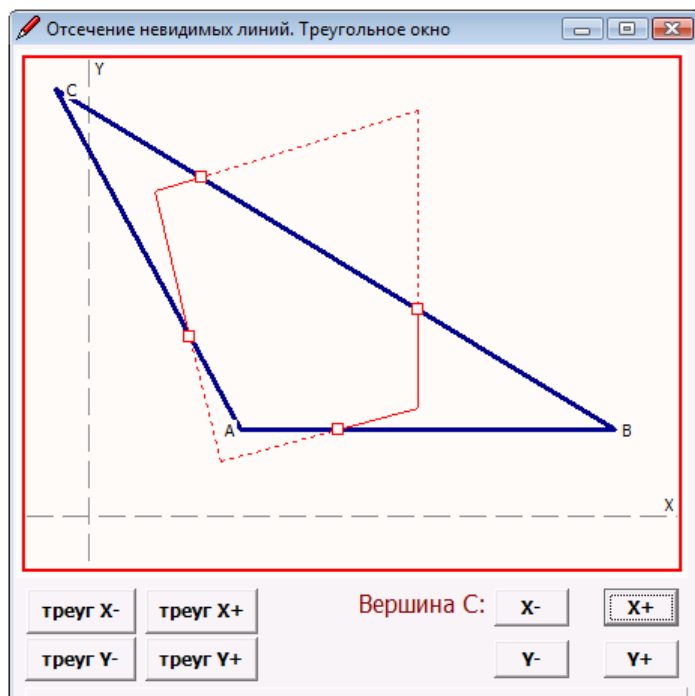 Отсечение невидимых линий. Треугольное окно
Y
C
A
B
X
треуг X- треуг X+ Вершина C: X- X+
треуг Y- треуг Y+ Y- Y+